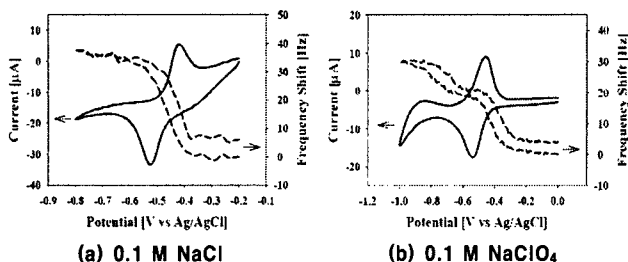 Current [μA]
20
10
0
-10
-20
-30
-40
50
40
30
20
10
0
-10
Frequency Shift [Hz]
-0.9 -0.8 -0.7 -0.6 -0.5 -0.4 -0.3 -0.2 -0.1
Potential [V vs Ag/AgCl]
(a) 0.1 M NaCl
Current [μA]
20
10
0
-10
-20
50
40
30
20
10
0
-10
Frequency Shift [Hz]
-1.2 -1.0 -0.8 -0.6 -0.4 -0.2 0.0
Potential [V vs Ag/AgCl]
(b) 0.1 M NaClO₄